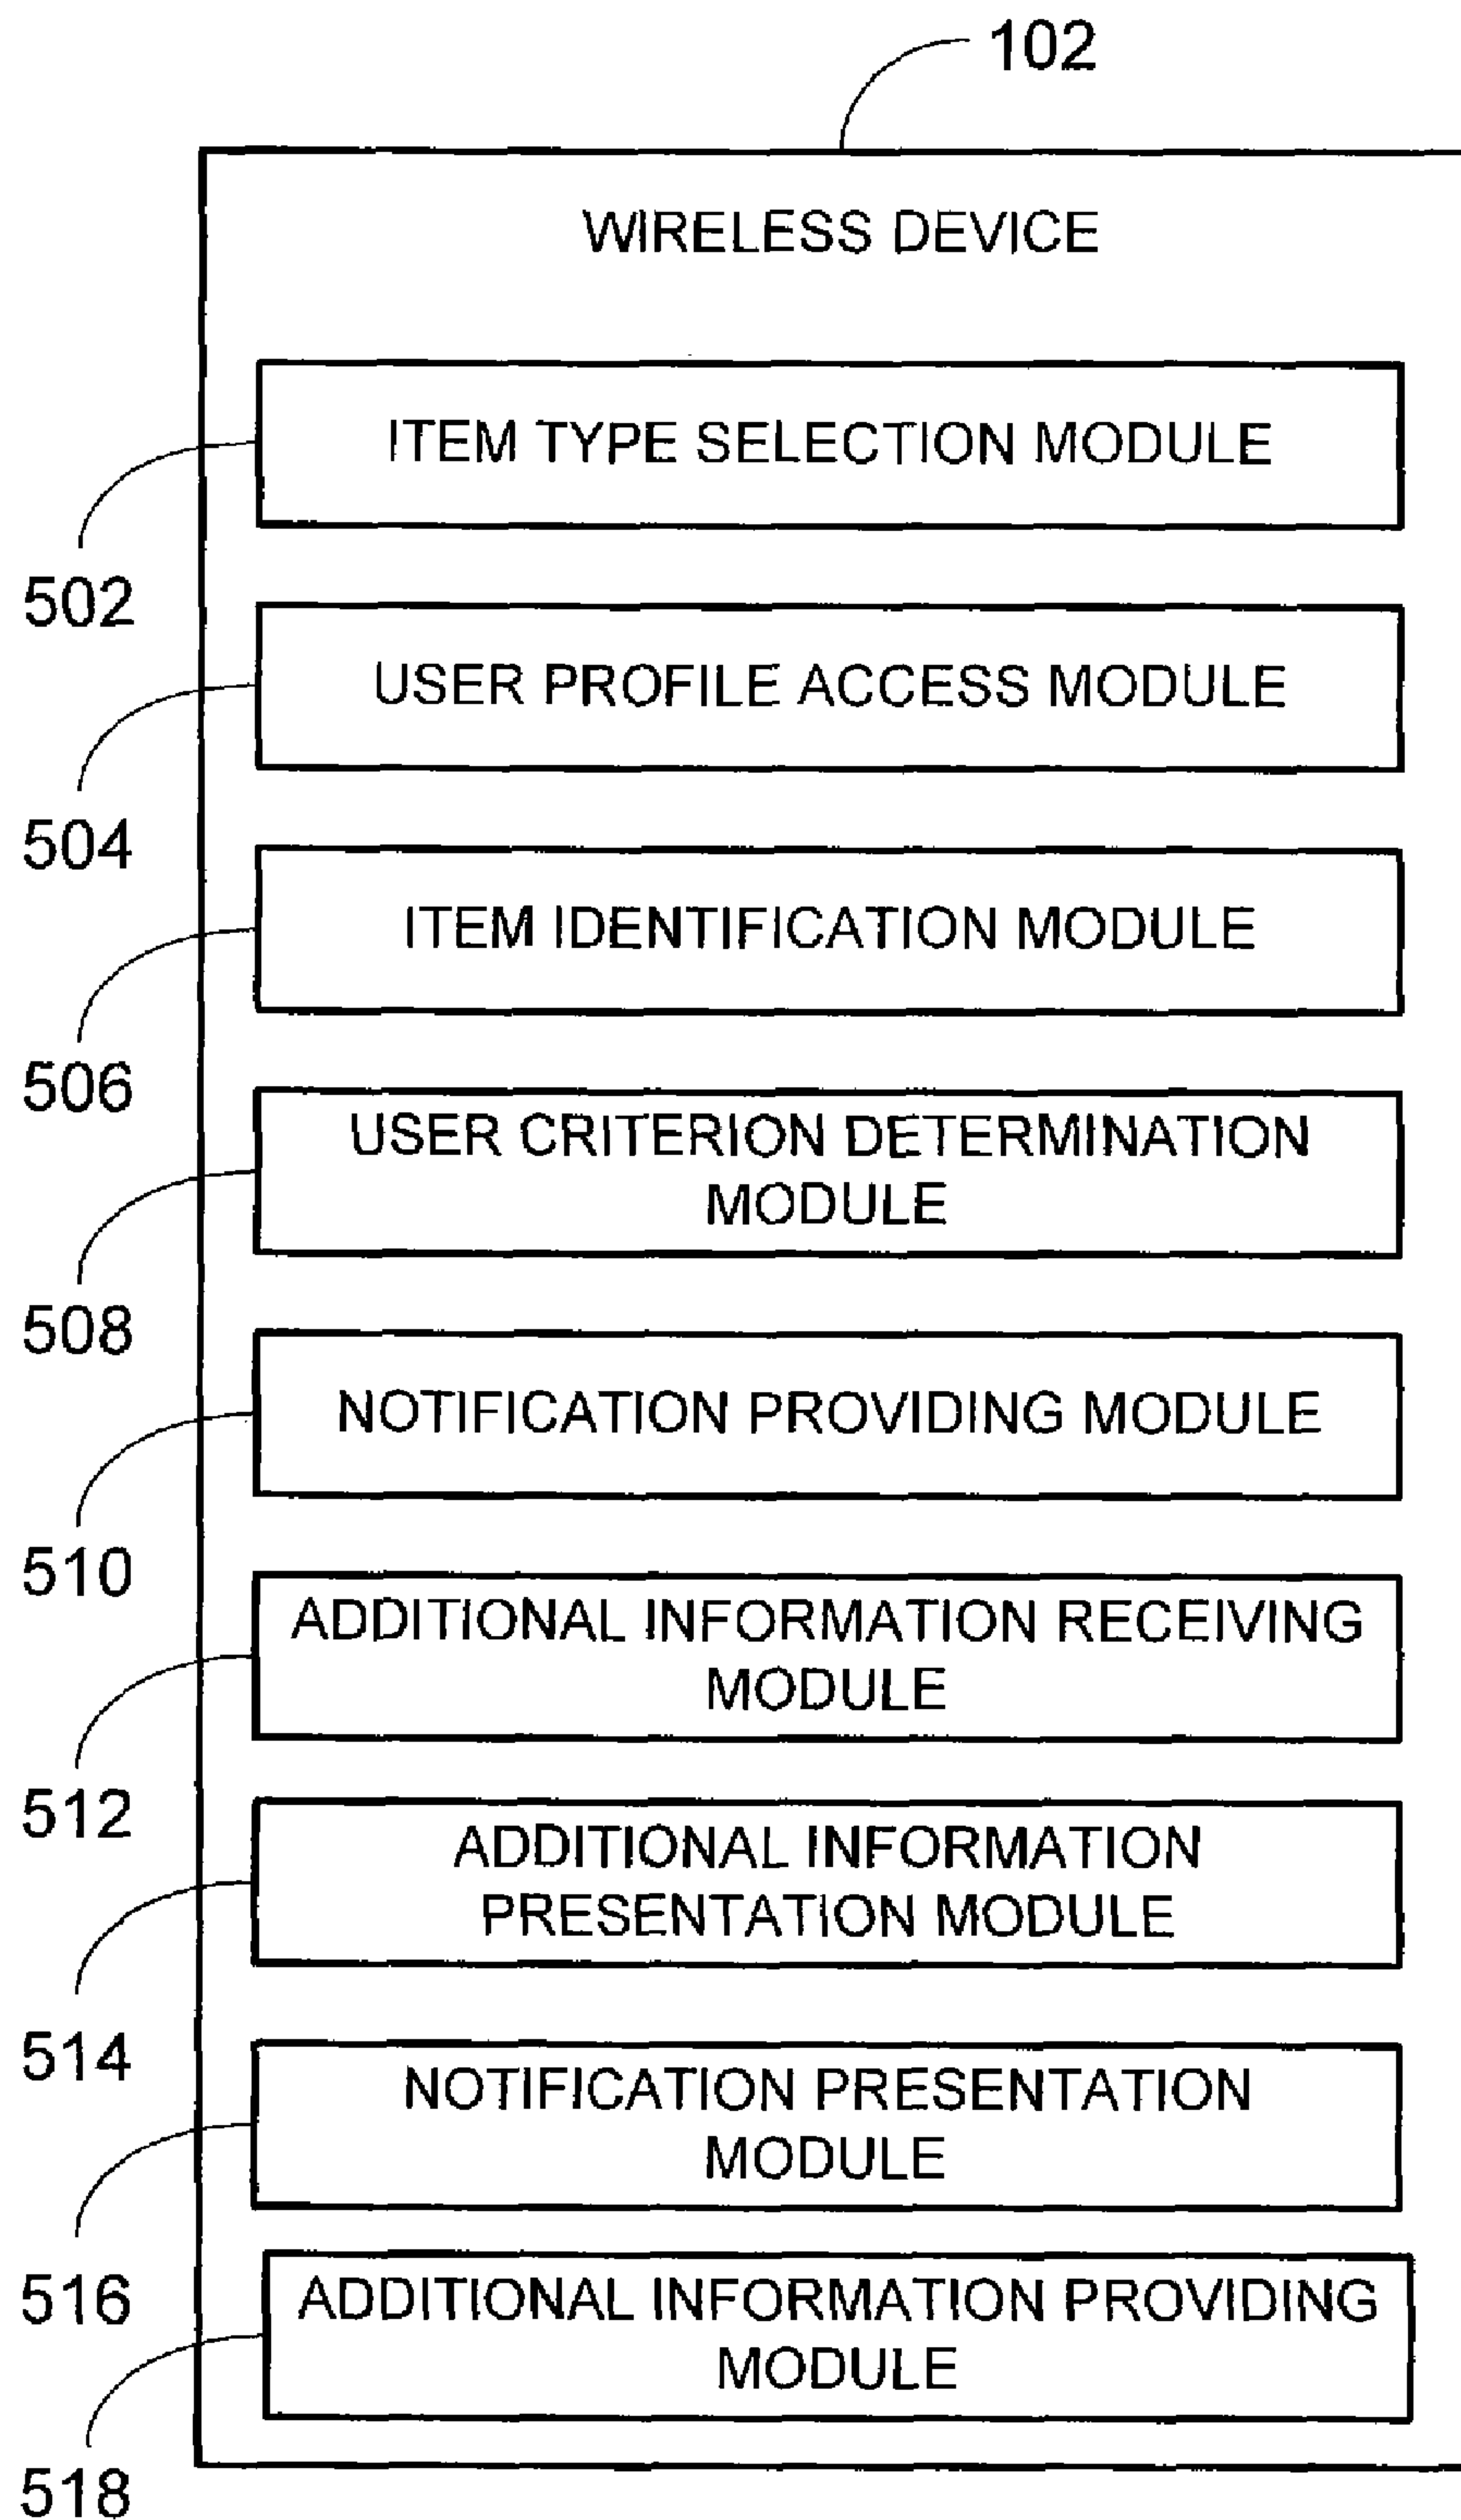 102
WIRELESS DEVICE
ITEM TYPE SELECTION MODULE
502
USER PROFILE ACCESS MODULE
504
ITEM IDENTIFICATION MODULE
506
USER CRITERION DETERMINATION
MODULE
508
NOTIFICATION PROVIDING MODULE
510
ADDITIONAL INFORMATION RECEIVING
MODULE
512
ADDITIONAL INFORMATION
PRESENTATION MODULE
514
NOTIFICATION PRESENTATION
MODULE
516
ADDITIONAL INFORMATION PROVIDING
MODULE
518